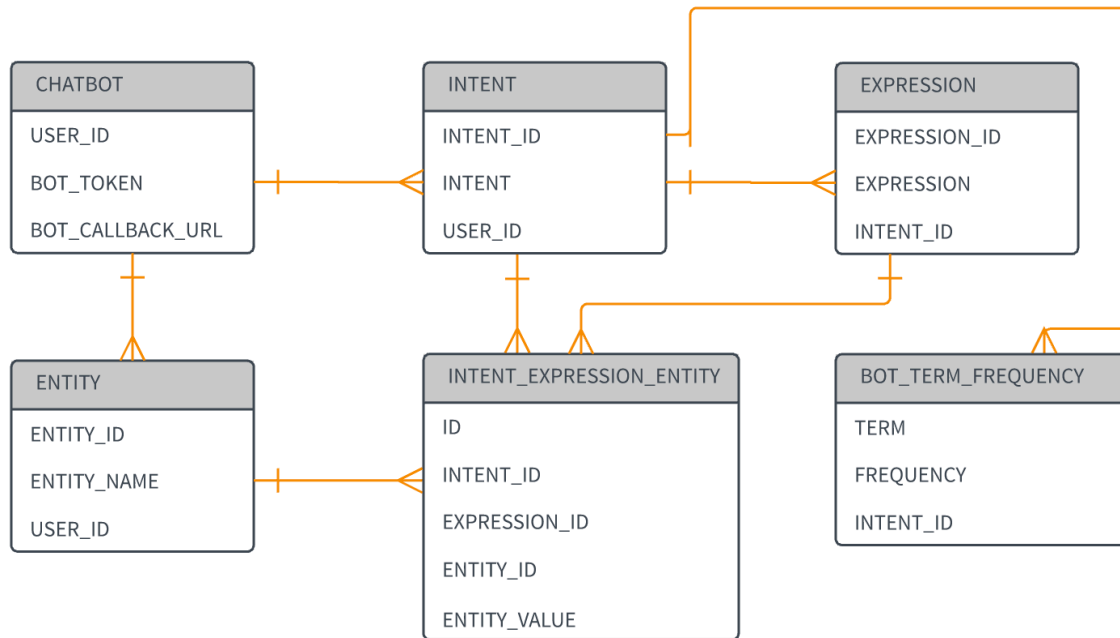 CHATBOT
USER_ID
BOT_TOKEN
BOT_CALLBACK_URL
INTENT
INTENT_ID
INTENT
USER_ID
EXPRESSION
EXPRESSION_ID
EXPRESSION
INTENT_ID
ENTITY
ENTITY_ID
ENTITY_NAME
USER_ID
INTENT_EXPRESSION_ENTITY
ID
INTENT_ID
EXPRESSION_ID
ENTITY_ID
ENTITY_VALUE
BOT_TERM_FREQUENCY
TERM
FREQUENCY
INTENT_ID